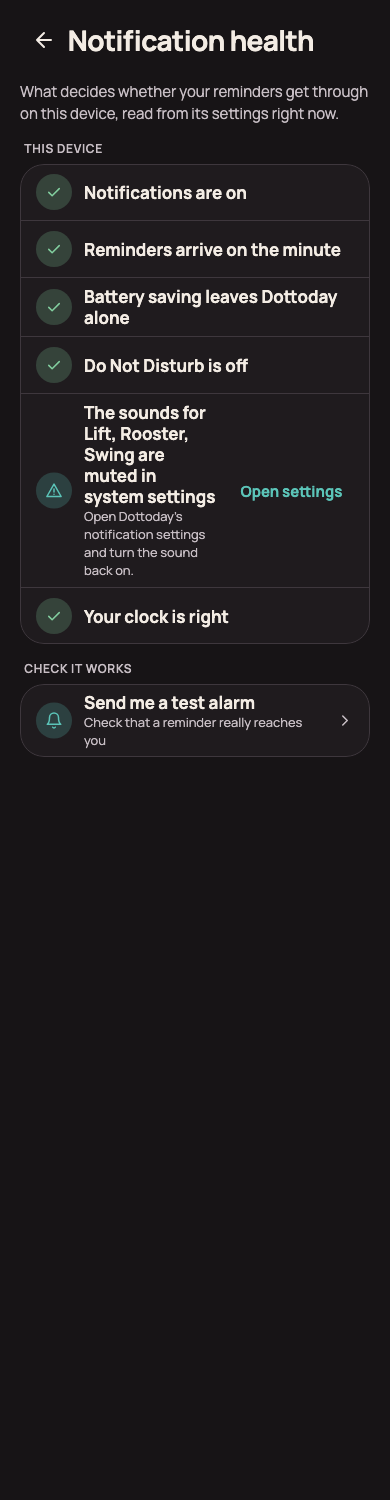 Notification health
What decides whether your reminders get through
on this device, read from its settings right now.
THIS DEVICE
Notifications are on
Reminders arrive on the minute
Battery saving leaves Dottoday
alone
Do Not Disturb is off
The sounds for
Lift, Rooster,
Swing are
muted in
system settings
Open Dottoday's
notification settings
and turn the sound
back on.
Open settings
Your clock is right
CHECK IT WORKS
Send me a test alarm
Check that a reminder really reaches
you